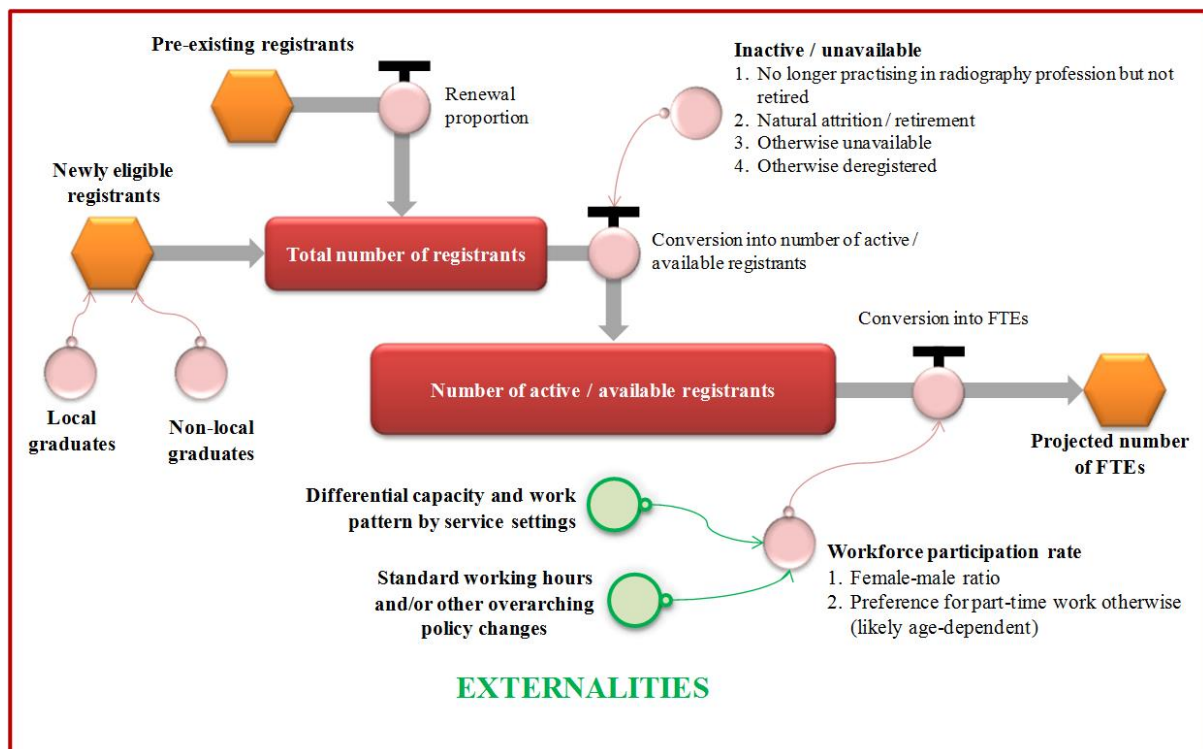 Pre-existing registrants
Renewal
proportion
Inactive / unavailable
1. No longer practising in radiography profession but not
retired
2. Natural attrition / retirement
3. Otherwise unavailable
4. Otherwise deregistered
Newly eligible
registrants
Total number of registrants
Conversion into number of active /
available registrants
Local
graduates
Non-local
graduates
Number of active / available registrants
Conversion into FTEs
Projected number
of FTEs
Differential capacity and work
pattern by service settings
Standard working hours
and/or other overarching
policy changes
Workforce participation rate
1. Female-male ratio
2. Preference for part-time work otherwise
(likely age-dependent)
EXTERNALITIES